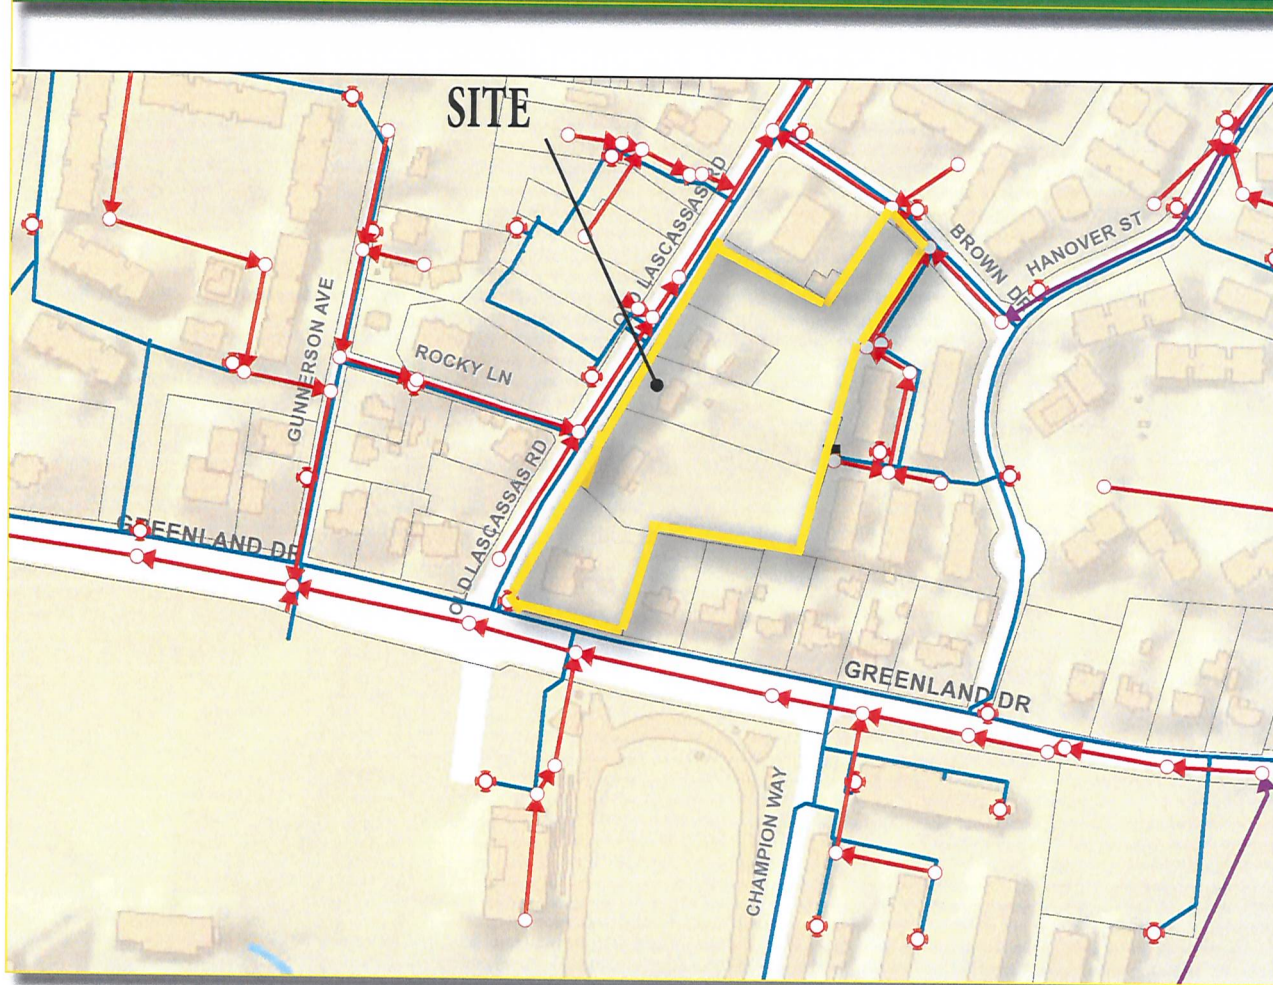 SITE
OLD LASCASSAS RD
BROWN DR
HANOVER ST
GUNNERSON AVE
ROCKY LN
OLD LASCASSAS RD
GREENLAND DR
GREENLAND DR
CHAMPION WAY